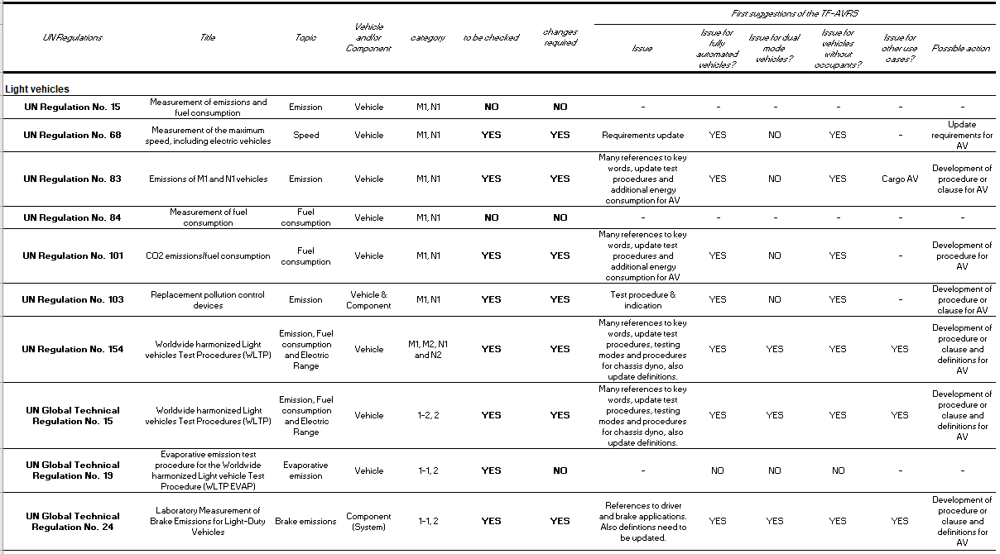 First suggestions of the TF-AVRS
UN Regulations
Title
Topic
Vehicle
and/or
Component
category
to be checked
changes
required
Issue
Issue for
fully
automated
vehicles?
Issue for dual
mode
vehicles?
Issue for
vehicles
without
occupants?
Issue for
other use
cases?
Possible action
Light vehicles
UN Regulation No. 15
Measurement of emissions and
fuel consumption
Emission
Vehicle
M1, N1
NO
NO
-
-
-
-
-
-
UN Regulation No. 68
Measurement of the maximum
speed, including electric vehicles
Speed
Vehicle
M1, N1
YES
YES
Requirements update
YES
NO
YES
-
Update
requirements for
AV
UN Regulation No. 83
Emissions of M1 and N1 vehicles
Emission
Vehicle
M1, N1
YES
YES
Many references to key
words, update test
procedures and
additional energy
consumption for AV
YES
NO
YES
Cargo AV
Development of
procedure or
clause for AV
UN Regulation No. 84
Measurement of fuel
consumption
Fuel
consumption
Vehicle
M1, N1
NO
NO
-
-
-
-
-
-
UN Regulation No. 101
CO2 emissions/fuel consumption
Fuel
consumption
Vehicle
M1, N1
YES
YES
Many references to key
words, update test
procedures and
additional energy
consumption for AV
YES
NO
YES
-
Development of
procedure for
AV
UN Regulation No. 103
Replacement pollution control
devices
Emission
Vehicle &
Component
M1, N1
YES
YES
Test procedure &
indication
YES
NO
YES
-
Development of
procedure or
clause for AV
UN Regulation No. 154
Worldwide harmonized Light
vehicles Test Procedures (WLTP)
Emission, Fuel
consumption
and Electric
Range
Vehicle
M1, M2, N1
and N2
YES
YES
Many references to key
words, update test
procedures, testing
modes and procedures
for chassis dyno, also
update definitions.
YES
YES
YES
YES
Development of
procedure or
clause and
definitions for
AV
UN Global Technical
Regulation No. 15
Worldwide harmonized Light
vehicles Test Procedures (WLTP)
Emission, Fuel
consumption
and Electric
Range
Vehicle
1-2, 2
YES
YES
Many references to key
words, update test
procedures, testing
modes and procedures
for chassis dyno, also
update definitions.
YES
YES
YES
YES
Development of
procedure or
clause and
definitions for
AV
UN Global Technical
Regulation No. 19
Evaporative emission test
procedure for the Worldwide
harmonized Light vehicle Test
Procedure (WLTP EVAP)
Evaporative
emission
Vehicle
1-1, 2
YES
NO
-
NO
NO
NO
-
-
UN Global Technical
Regulation No. 24
Laboratory Measurement of
Brake Emissions for Light-Duty
Vehicles
Brake emissions
Component
(System)
1-1, 2
YES
YES
References to driver
and brake applications.
Also defintions need to
be updated.
YES
YES
YES
YES
Development of
procedure or
clause and
definitions for
AV